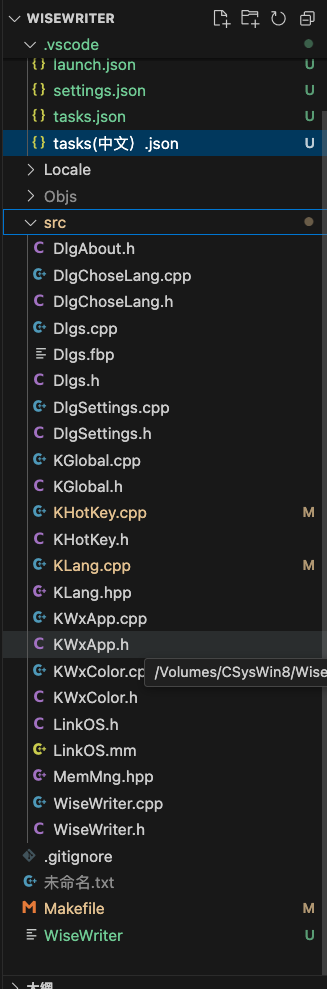 WISEWRITER
.vscode
launch.json U
settings.json U
tasks.json U
tasks(中文）.json U
Locale
Objs
src
DlgAbout.h
DlgChoseLang.cpp
DlgChoseLang.h
Dlgs.cpp
Dlgs.fbp
Dlgs.h
DlgSettings.cpp
DlgSettings.h
KGlobal.cpp
KGlobal.h
KHotKey.cpp M
KHotKey.h
KLang.cpp M
KLang.hpp
KWxApp.cpp
KWxApp.h
KWxColor.cp
/Volumes/CSysWin8/Wise
KWxColor.h
LinkOS.h
LinkOS.mm
MemMng.hpp
WiseWriter.cpp
WiseWriter.h
.gitignore
未命名.txt
Makefile M
WiseWriter U
大綱